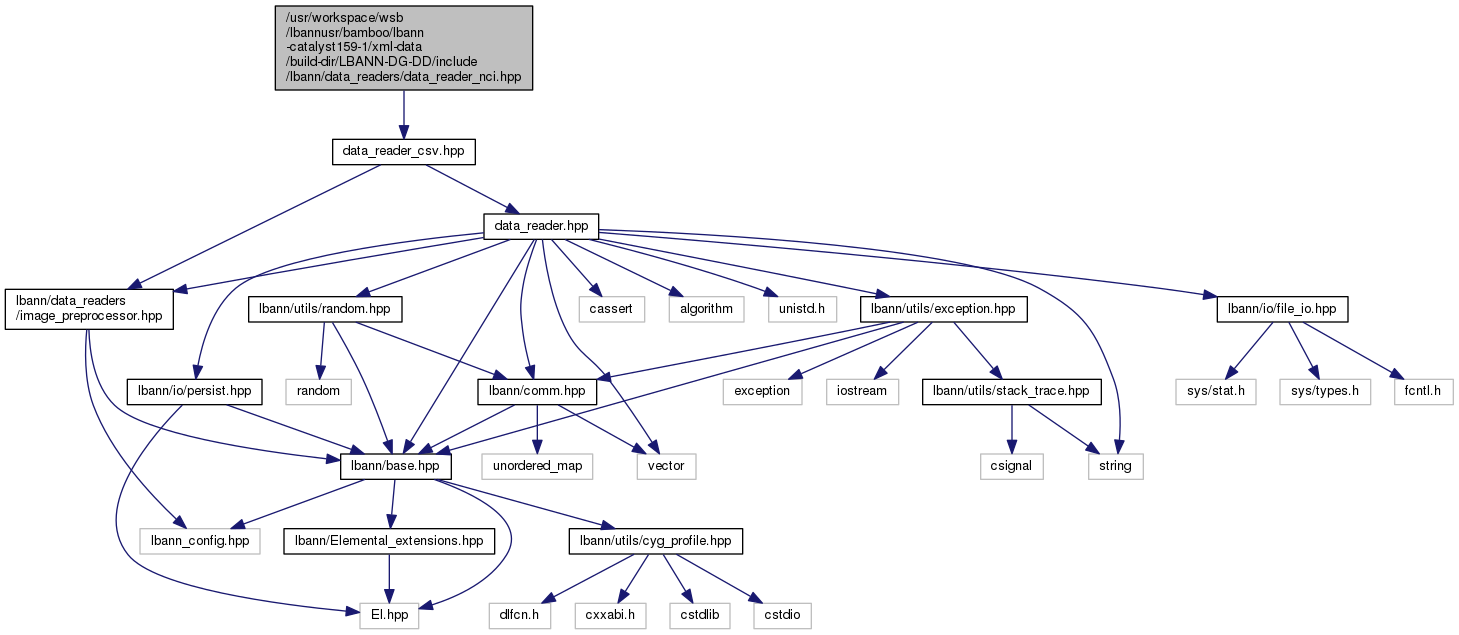 /usr/workspace/wsb
/lbannusr/bamboo/lbann
-catalyst159-1/xml-data
/build-dir/LBANN-DG-DD/include
/lbann/data_readers/data_reader_nci.hpp
data_reader_csv.hpp
data_reader.hpp
lbann/data_readers
/image_preprocessor.hpp
lbann/utils/random.hpp
cassert
algorithm
unistd.h
lbann/utils/exception.hpp
lbann/io/file_io.hpp
lbann/io/persist.hpp
random
lbann/comm.hpp
exception
iostream
lbann/utils/stack_trace.hpp
sys/stat.h
sys/types.h
fcntl.h
lbann/base.hpp
unordered_map
vector
csignal
string
lbann_config.hpp
lbann/Elemental_extensions.hpp
lbann/utils/cyg_profile.hpp
El.hpp
dlfcn.h
cxxabi.h
cstdlib
cstdio